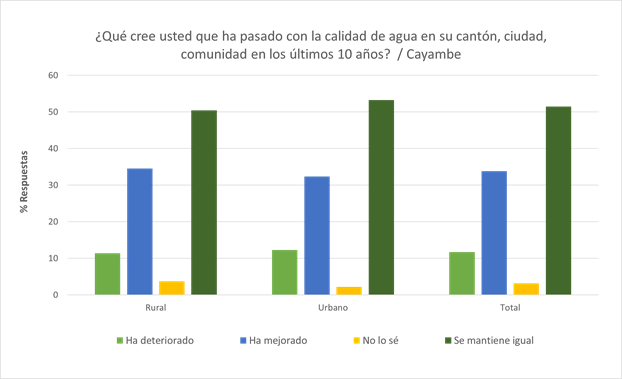 ¿Qué cree usted que ha pasado con la calidad de agua en su cantón, ciudad,
comunidad en los últimos 10 años?  / Cayambe
60
50
40
30
20
10
0
% Respuestas
Rural
Urbano
Total
Ha deteriorado
Ha mejorado
No lo sé
Se mantiene igual